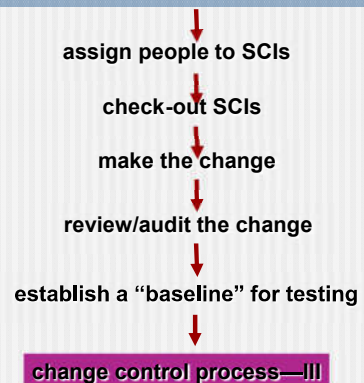 assign people to SCIs
check-out SCIs
make the change
review/audit the change
establish a “baseline” for testing
change control process—III